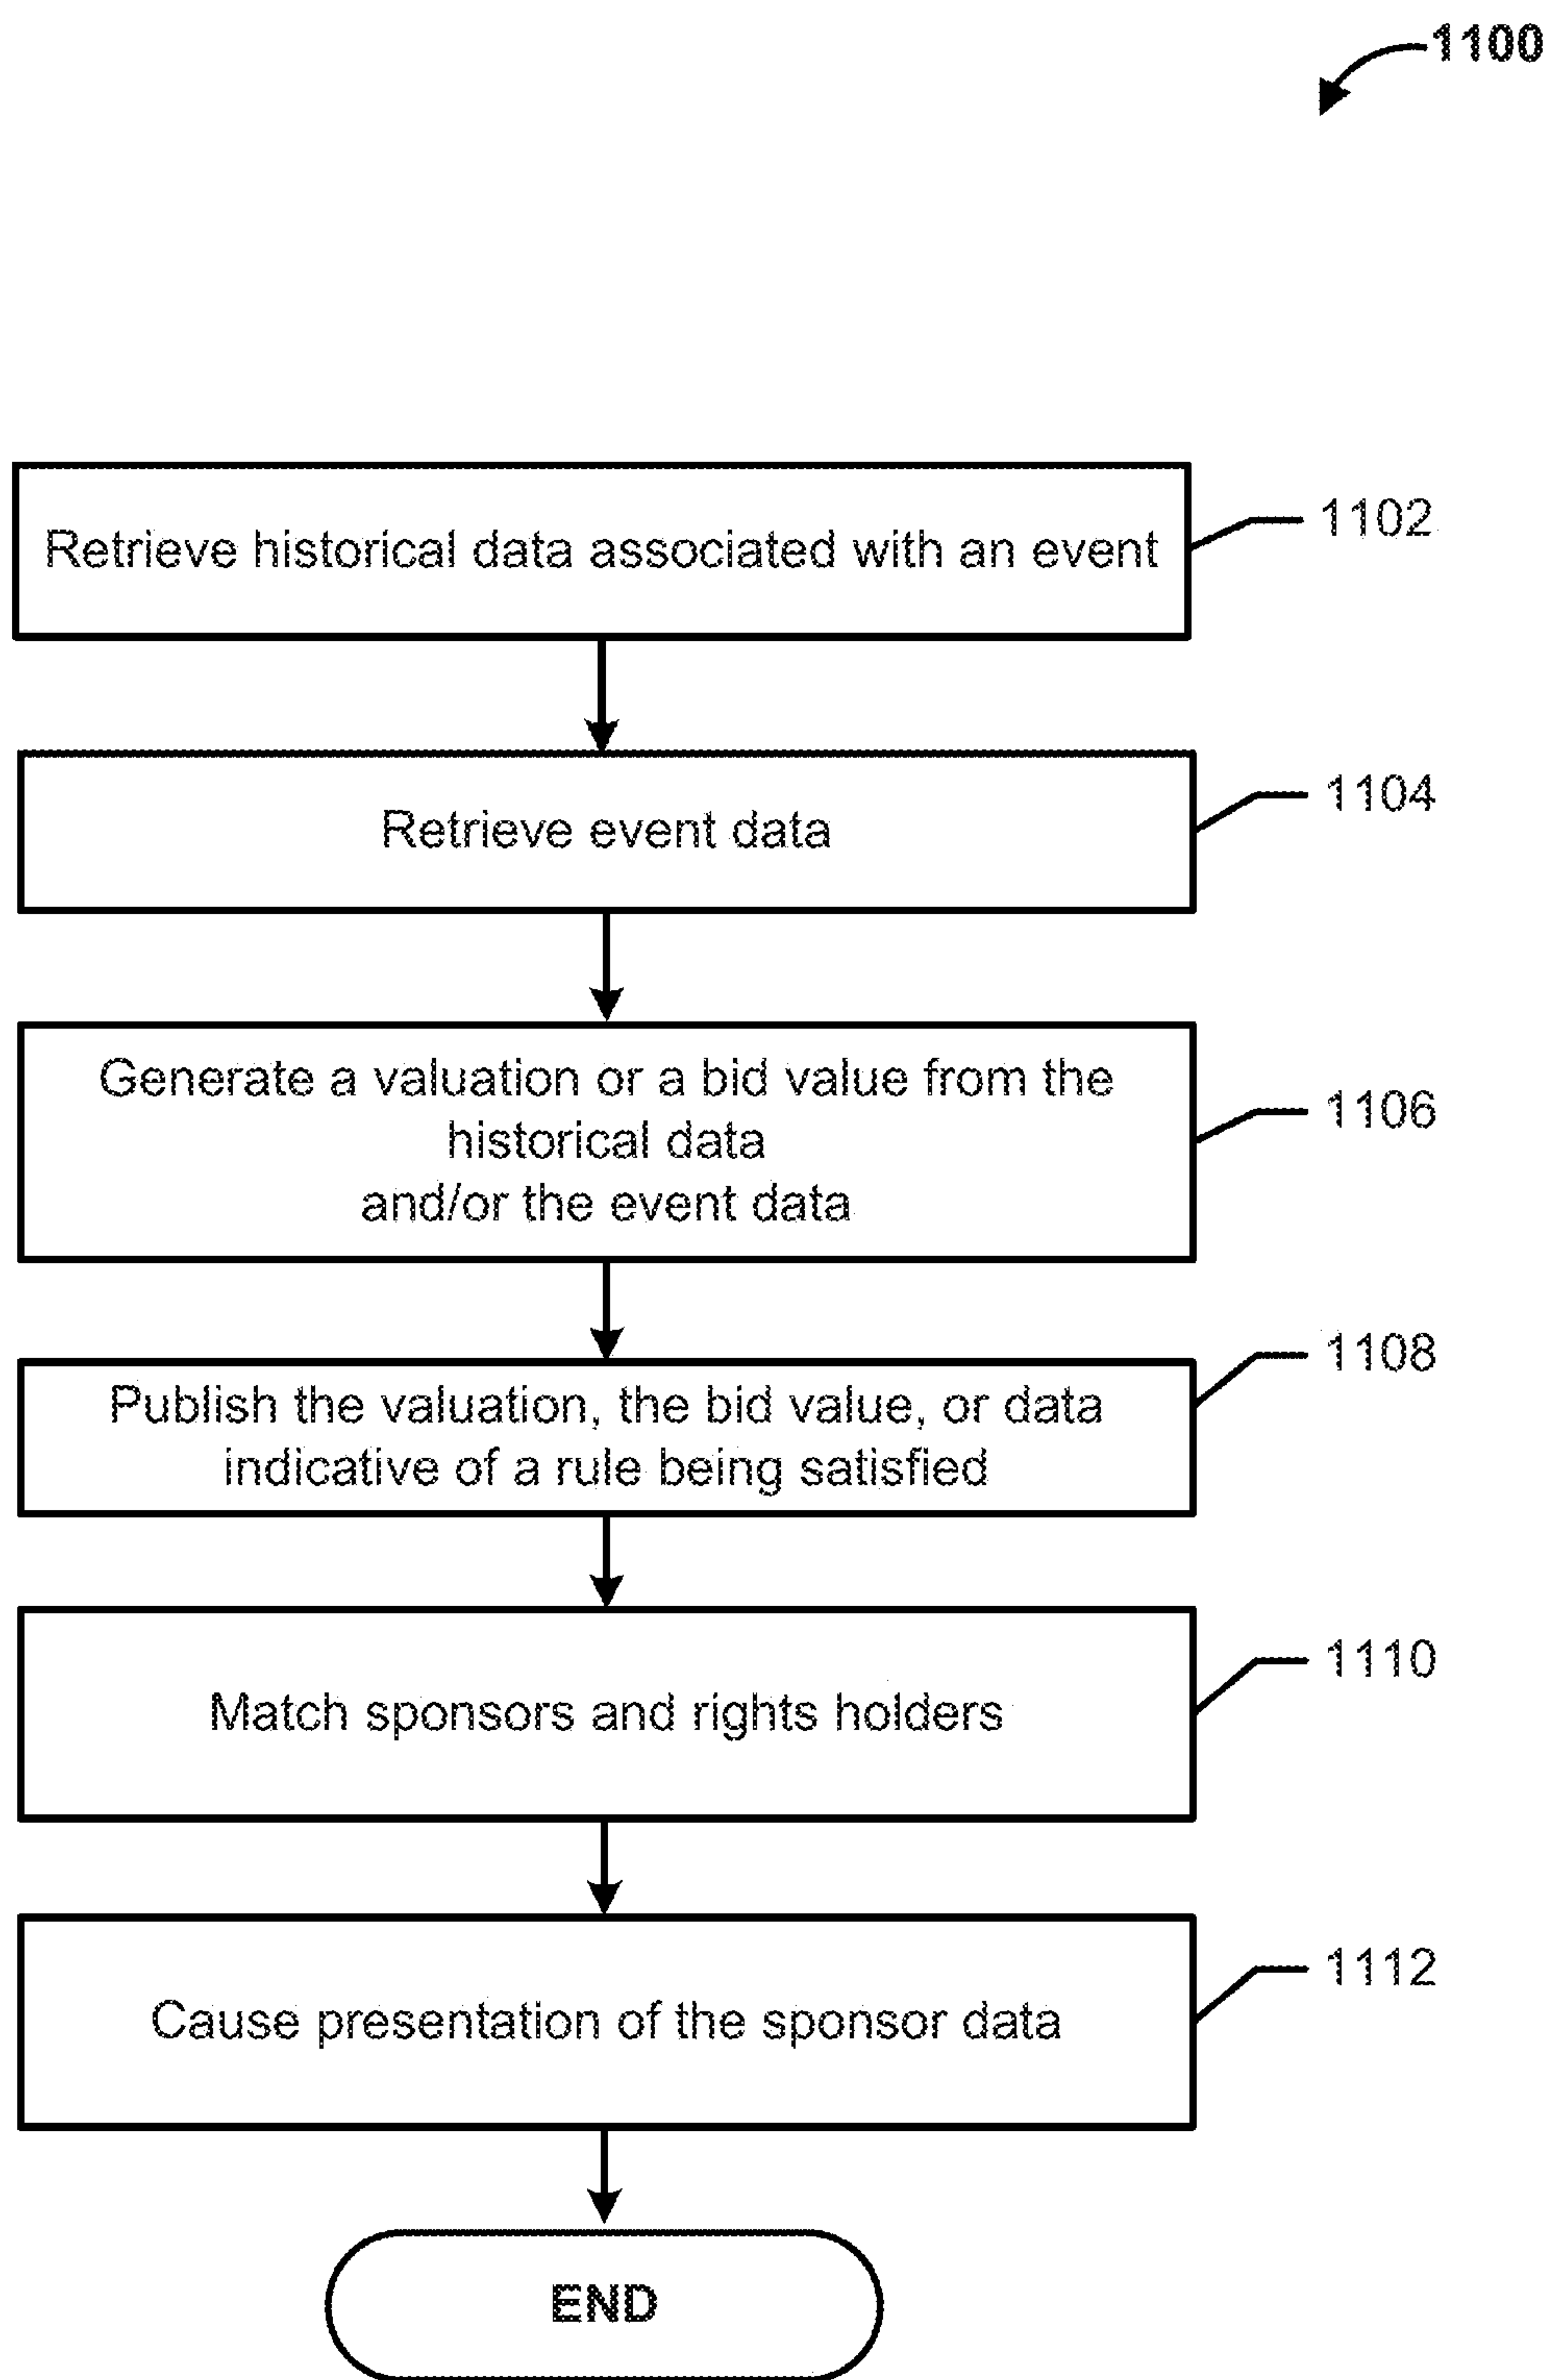 1100
Retrieve historical data associated with an event
1102
Retrieve event data
1104
Generate a valuation or a bid value from the
historical data
and/or the event data
1106
Publish the valuation, the bid value, or data
indicative of a rule being satisfied
1108
Match sponsors and rights holders
1110
Cause presentation of the sponsor data
1112
END